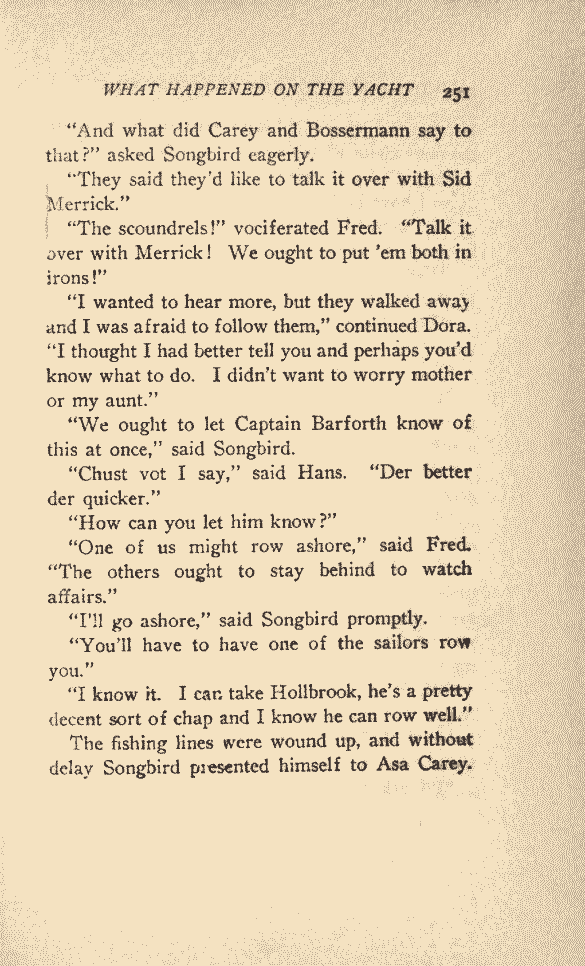 WHAT HAPPENED ON THE YACHT 251
“And what did Carey and Bossermann say to
that?” asked Songbird eagerly.
“They said they’d like to talk it over with Sid
Merrick.”
“The scoundrels!” vociferated Fred. “Talk it
over with Merrick! We ought to put ’em both in
irons!”
“I wanted to hear more, but they walked away
and I was afraid to follow them,” continued Dora.
“I thought I had better tell you and perhaps you’d
know what to do. I didn’t want to worry mother
or my aunt.”
“We ought to let Captain Barforth know of
this at once,” said Songbird.
“Chust vot I say,” said Hans. “Der better
der quicker.”
“How can you let him know?”
“One of us might row ashore,” said Fred.
“The others ought to stay behind to watch
affairs.”
“I’ll go ashore,” said Songbird promptly.
“You’ll have to have one of the sailors row
you.”
“I know it. I can take Hollbrook, he’s a pretty
decent sort of chap and I know he can row well.”
The fishing lines were wound up, and without
delay Songbird presented himself to Asa Carey.